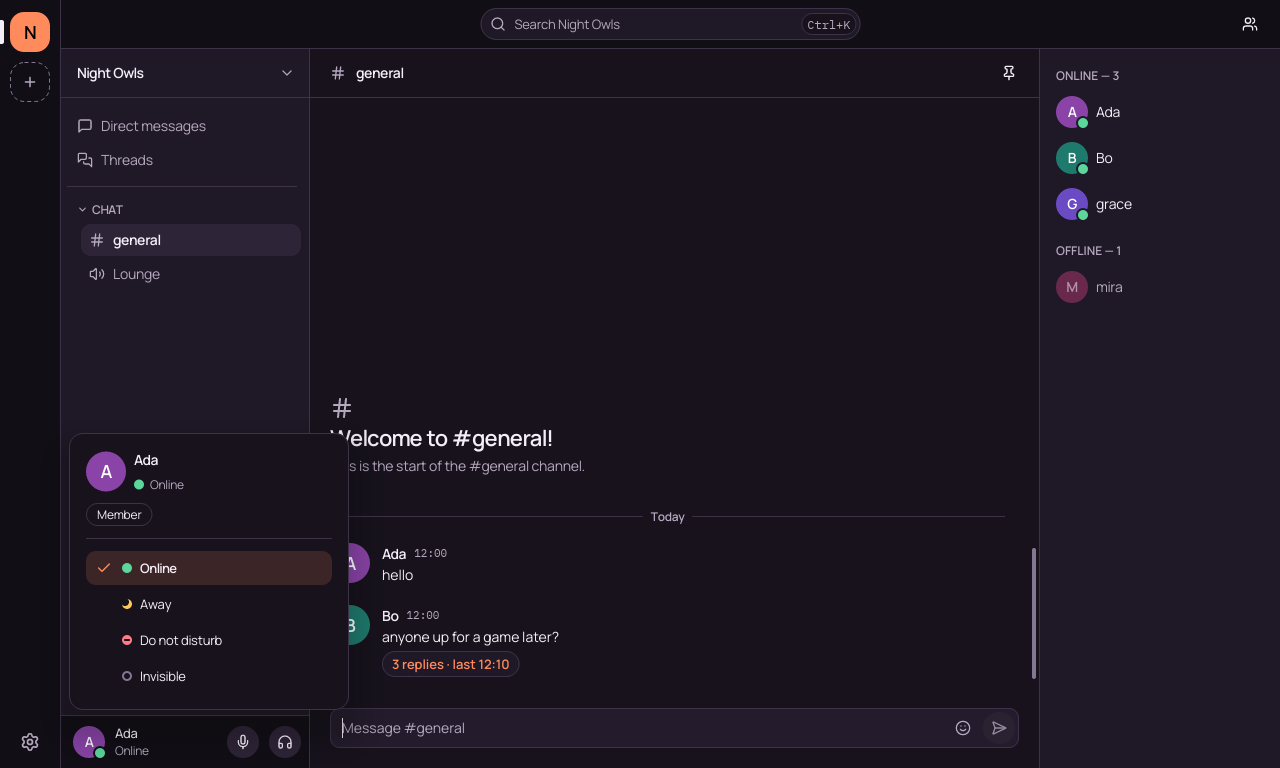 N
Search Night Owls
Ctrl+K
Night Owls
Direct messages
Threads
CHAT
general
Lounge
general
Welcome to #general!
s is the start of the #general channel.
Today
A
Ada 12:00
hello
B
Bo 12:00
anyone up for a game later?
3 replies · last 12:10
Message #general
A
Ada
Online
Member
Online
Away
Do not disturb
Invisible
A
Ada
Online
ONLINE — 3
A
Ada
B
Bo
G
grace
OFFLINE — 1
M
mira